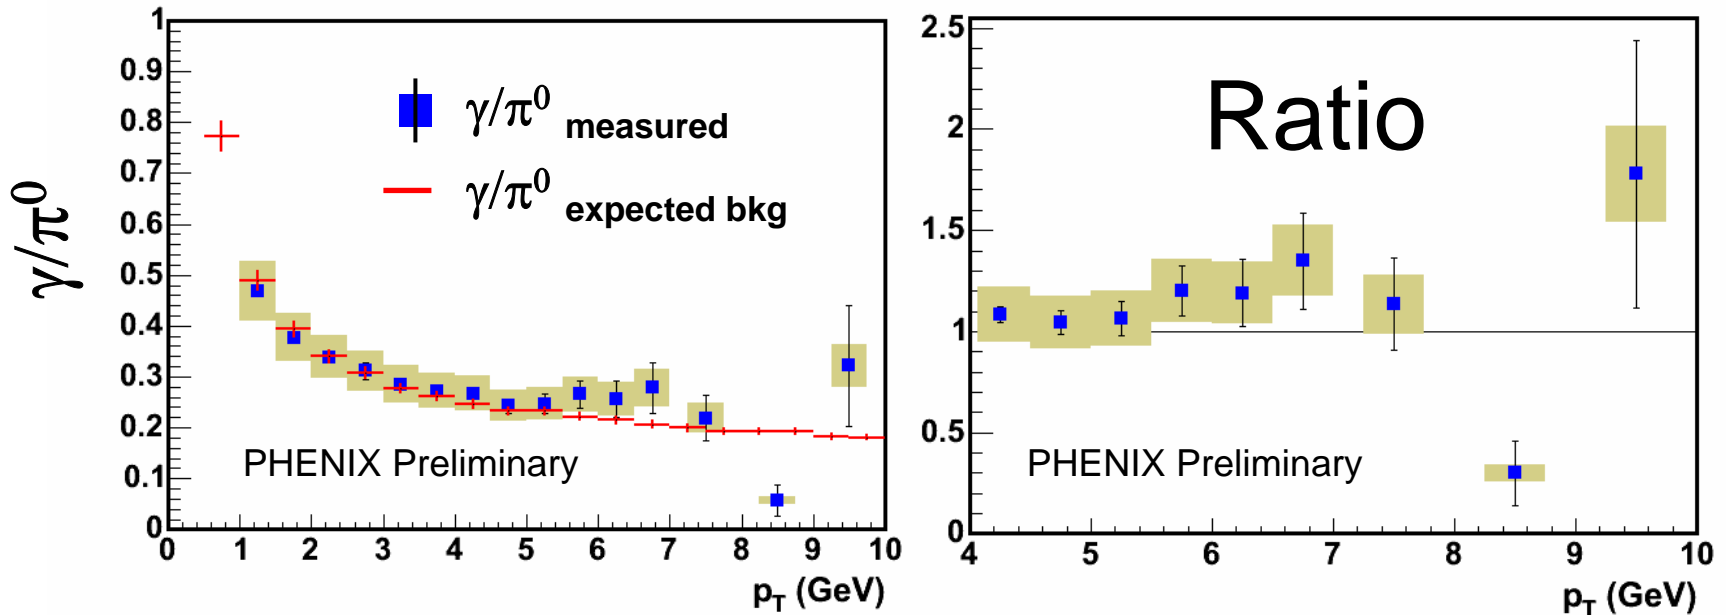 γ/π⁰
1
0.9
0.8
0.7
0.6
0.5
0.4
0.3
0.2
0.1
0
γ/π⁰ measured
γ/π⁰ expected bkg
PHENIX Preliminary
0 1 2 3 4 5 6 7 8 9 10
p_T (GeV)
2.5
2
1.5
1
0.5
0
Ratio
PHENIX Preliminary
4 5 6 7 8 9 10
p_T (GeV)